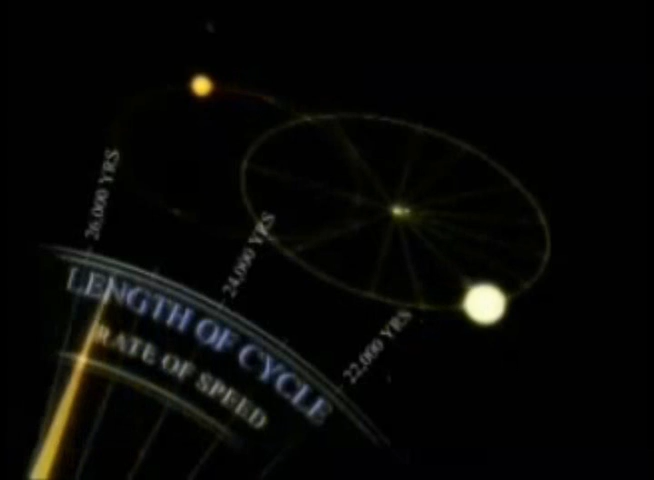 26,000 YRS
24,000 YRS
22,000 YRS
LENGTH OF CYCLE
RATE OF SPEED